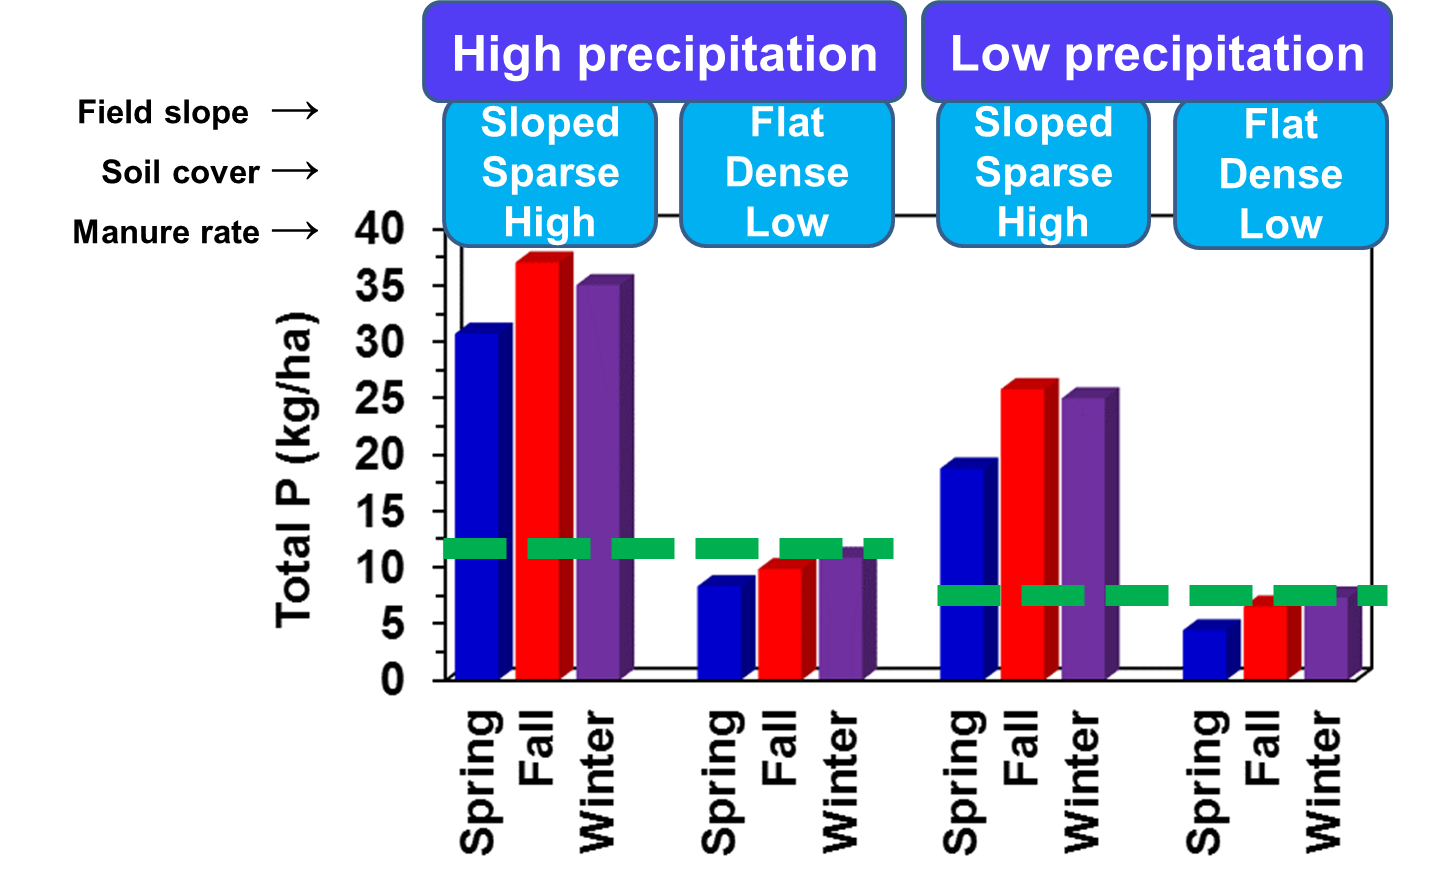 High precipitation
Low precipitation
Field slope
Soil cover
Manure rate
Sloped
Sparse
High
Flat
Dense
Low
Sloped
Sparse
High
Flat
Dense
Low
Total P (kg/ha)
40
35
30
25
20
15
10
5
0
Spring
Fall
Winter
Spring
Fall
Winter
Spring
Fall
Winter
Spring
Fall
Winter